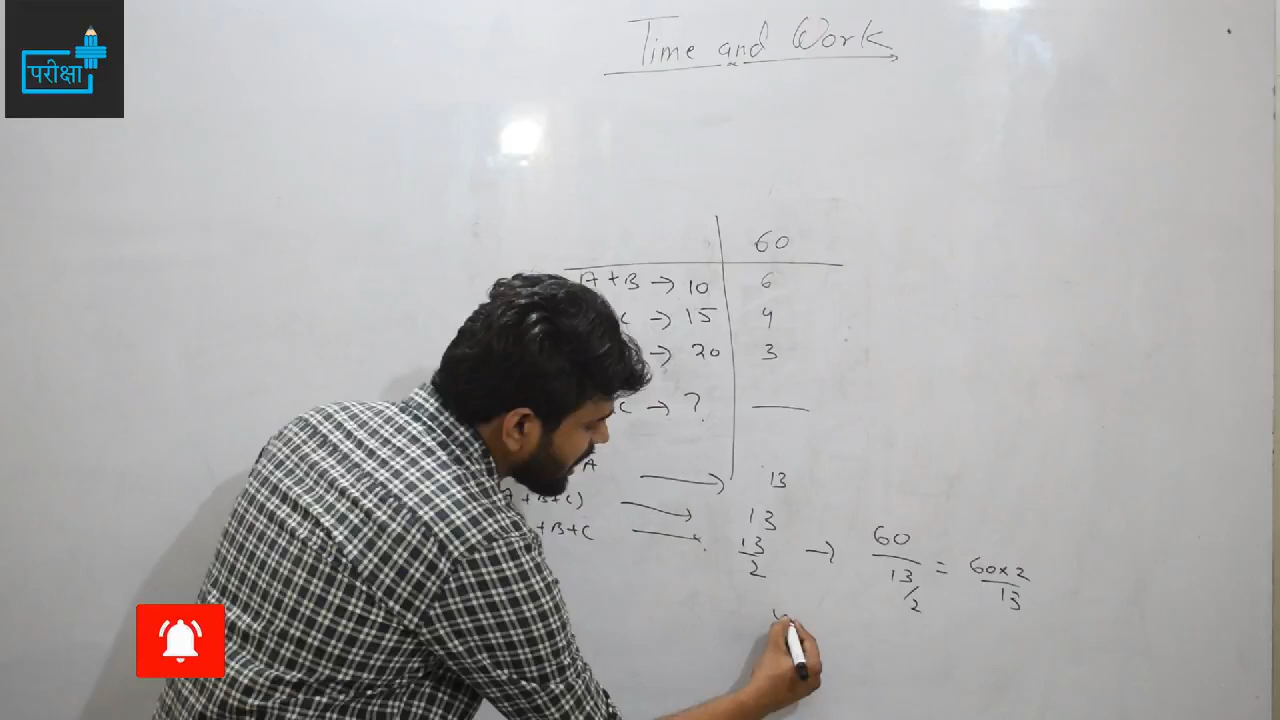 परीक्षा
Time and Work
60
A + B → 10 6
C → 15 4
→ 20 3
C → ?
A → 13
A + B + C) → 13
+ B + C → 13/2 → 60/13/2 = 60 × 2/13